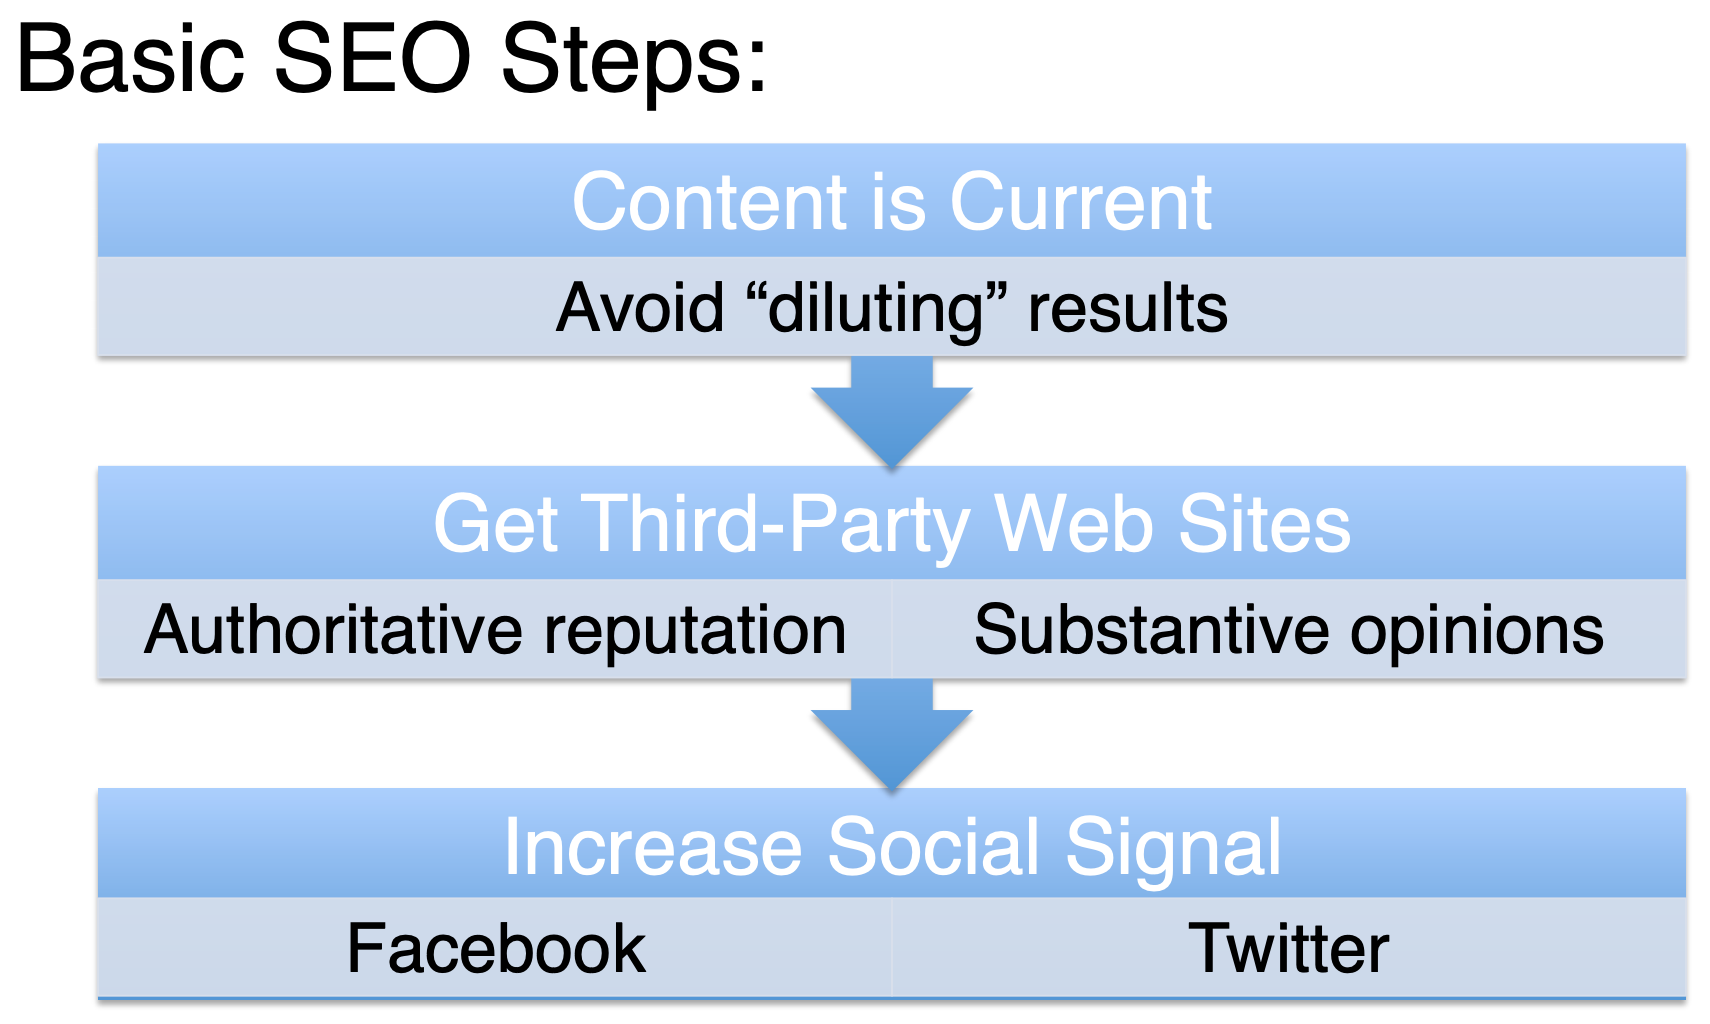 Basic SEO Steps:
Content is Current
Avoid “diluting” results
Get Third-Party Web Sites
Authoritative reputation
Substantive opinions
Increase Social Signal
Facebook
Twitter